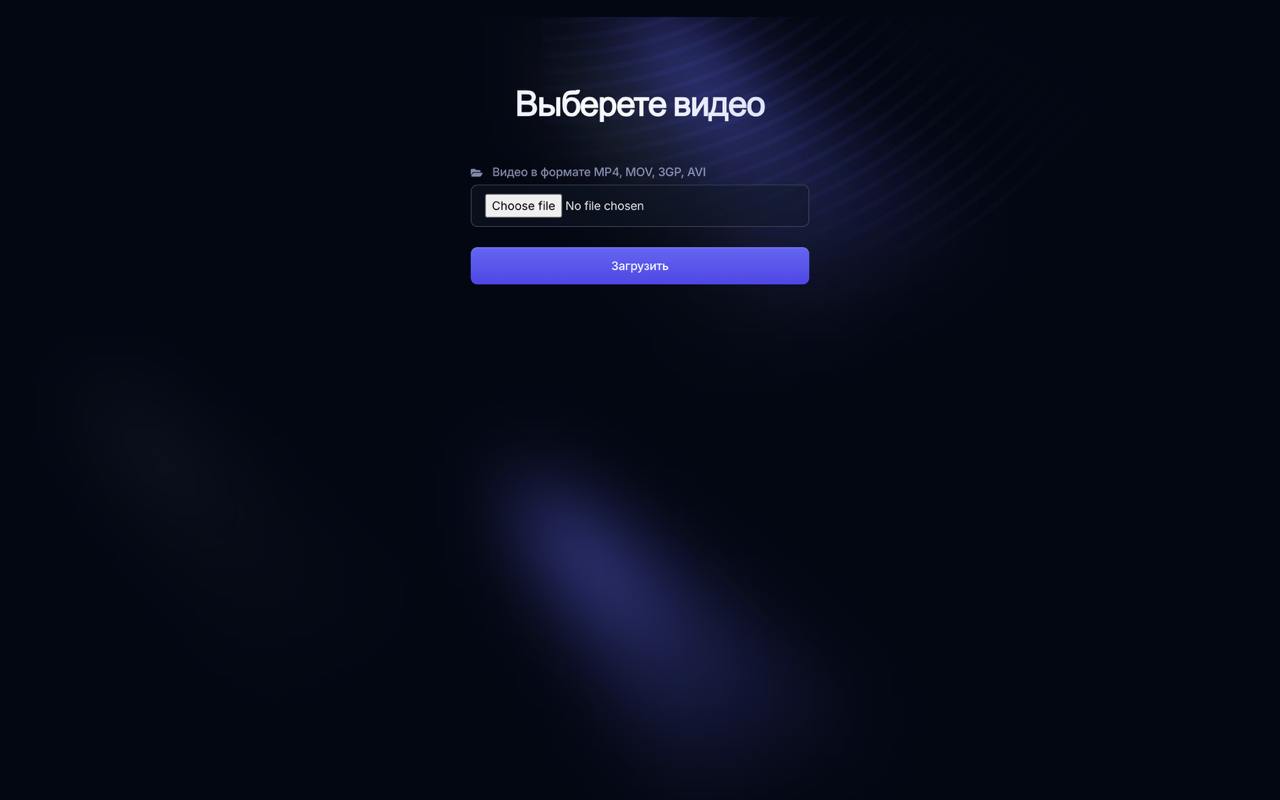 Выберете видео
Видео в формате MP4, MOV, 3GP, AVI
Choose file No file chosen
Загрузить